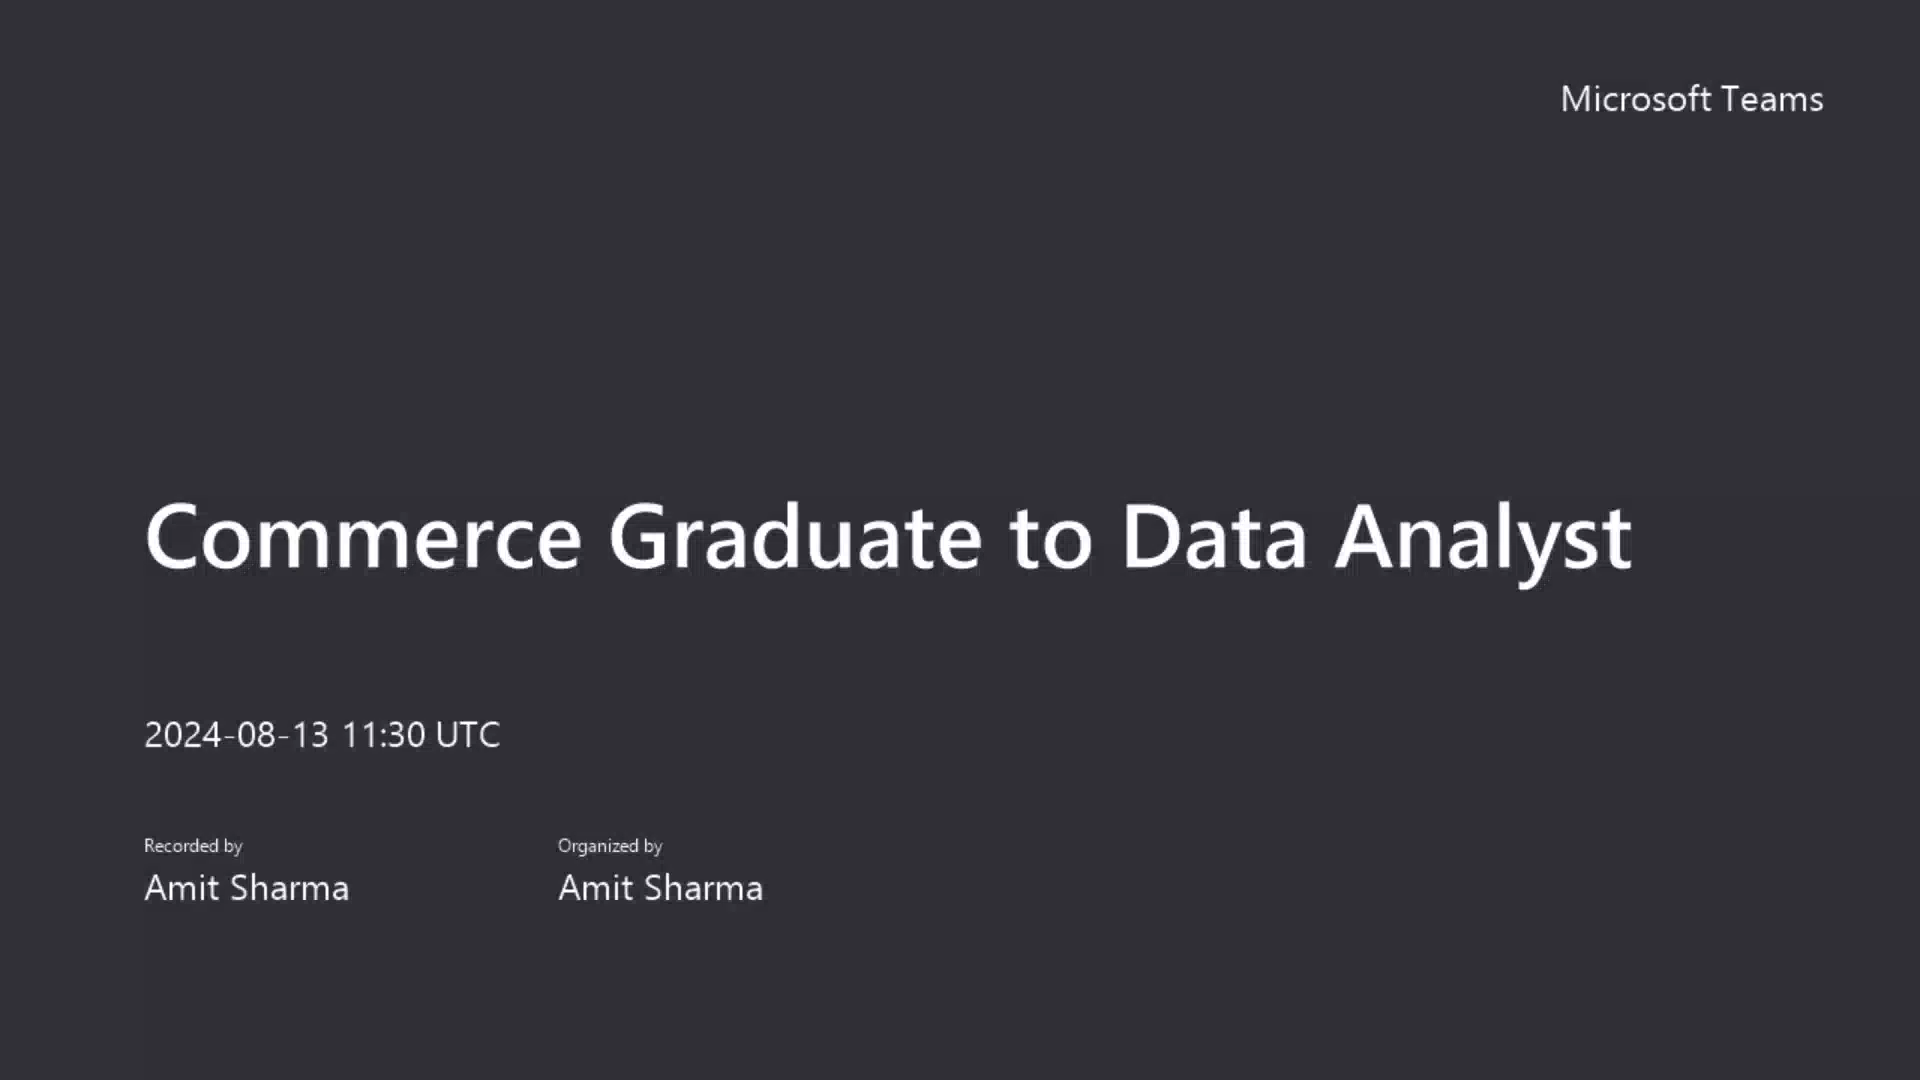 Microsoft Teams
Commerce Graduate to Data Analyst
2024-08-13 11:30 UTC
Recorded by
Amit Sharma
Organized by
Amit Sharma